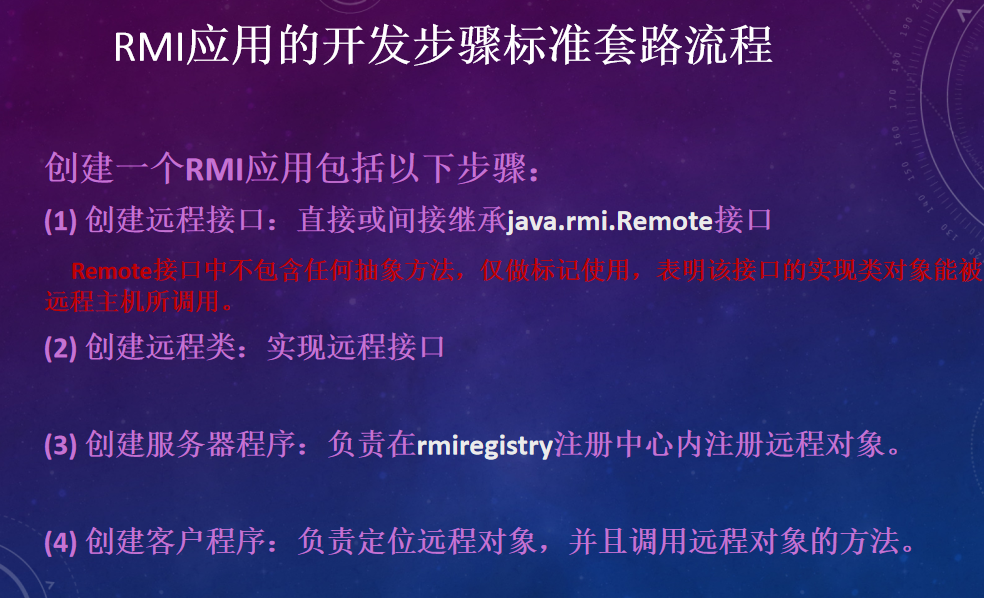 RMI应用的开发步骤标准套路流程
创建一个RMI应用包括以下步骤：
(1) 创建远程接口：直接或间接继承java.rmi.Remote接口
Remote接口中不包含任何抽象方法，仅做标记使用，表明该接口的实现类对象能被
远程主机所调用。
(2) 创建远程类：实现远程接口
(3) 创建服务器程序：负责在rmiregistry注册中心内注册远程对象。
(4) 创建客户程序：负责定位远程对象，并且调用远程对象的方法。